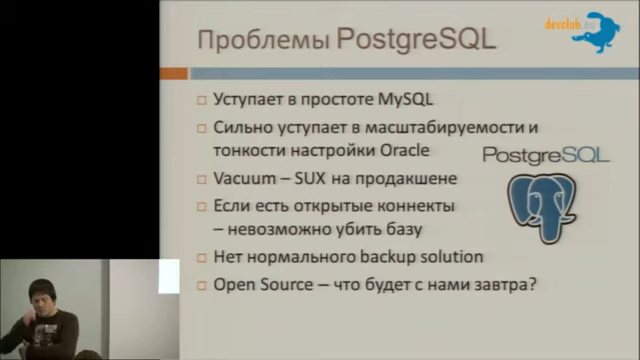 Проблемы PostgreSQL
devclub.eu
Уступает в простоте MySQL
Сильно уступает в масштабируемости и
тонкости настройки Oracle
PostgreSQL
Vacuum – SUX на продакшене
Если есть открытые коннекты
– невозможно убить базу
Нет нормального backup solution
Open Source – что будет с нами завтра?